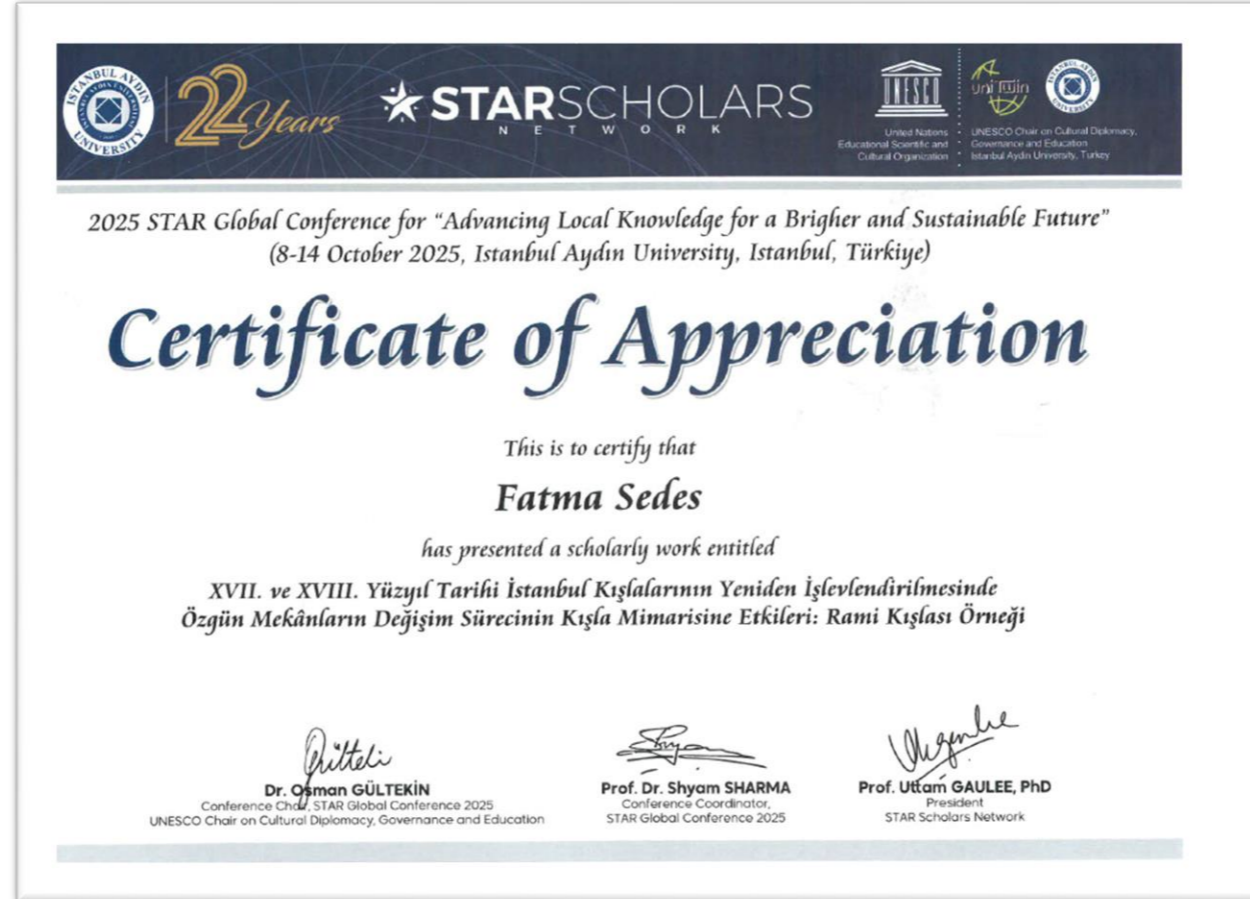 ISTANBUL AYDIN UNIVERSITY
22 Years
STARSCHOLARS
NETWORK
UNESCO
United Nations
Educational Scientific and
Cultural Organization
uniTwin
UNESCO Chair on Cultural Diplomacy,
Governance and Education
Istanbul Aydın University, Turkey
2025 STAR Global Conference for “Advancing Local Knowledge for a Brigher and Sustainable Future”
(8-14 October 2025, Istanbul Aydın University, Istanbul, Türkiye)
Certificate of Appreciation
This is to certify that
Fatma Sedes
has presented a scholarly work entitled
XVII. ve XVIII. Yüzyıl Tarihi İstanbul Kışlalarının Yeniden İşlevlendirilmesinde
Özgün Mekânların Değişim Sürecinin Kışla Mimarisine Etkileri: Rami Kışlası Örneği
Dr. Osman GÜLTEKİN
Conference Chair, STAR Global Conference 2025
UNESCO Chair on Cultural Diplomacy, Governance and Education
Prof. Dr. Shyam SHARMA
Conference Coordinator,
STAR Global Conference 2025
Prof. Uttam GAULEE, PhD
President
STAR Scholars Network